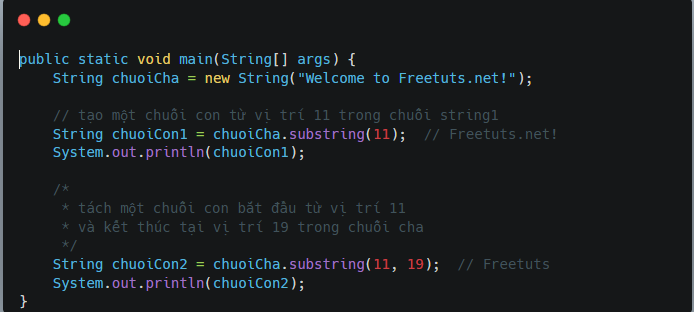 public static void main(String[] args) {
    String chuoiCha = new String("Welcome to Freetuts.net!");

    // tạo một chuỗi con từ vị trí 11 trong chuỗi string1
    String chuoiCon1 = chuoiCha.substring(11);  // Freetuts.net!
    System.out.println(chuoiCon1);

    /*
     * tách một chuỗi con bắt đầu từ vị trí 11
     * và kết thúc tại vị trí 19 trong chuỗi cha
     */
    String chuoiCon2 = chuoiCha.substring(11, 19);  // Freetuts
    System.out.println(chuoiCon2);
}